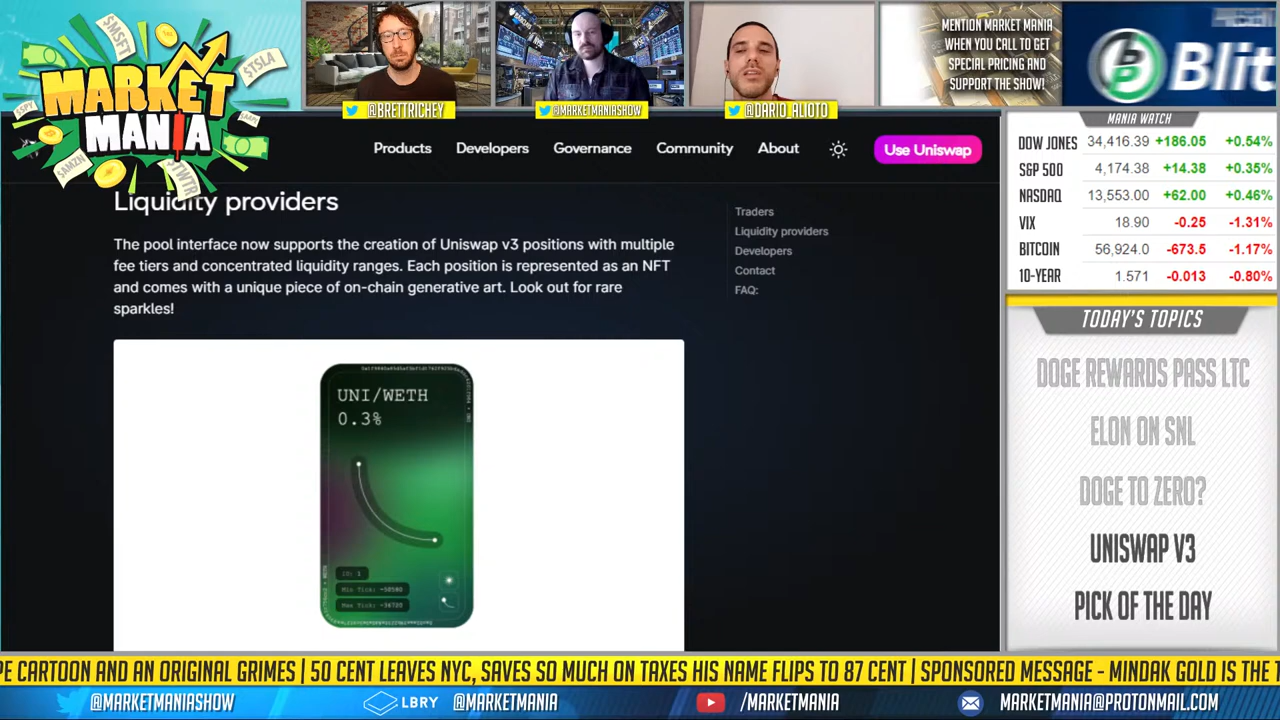 MARKET
MANIA
$MSFT
$TSLA
$SPY
$AMZN
$TWTR
@BRETTRICHEY
@MARKETMANIASHOW
@DARIO_ALIOTO
MENTION MARKET MANIA
WHEN YOU CALL TO GET
SPECIAL PRICING AND
SUPPORT THE SHOW!
Blit
Products Developers Governance Community About Use Uniswap
Liquidity providers
The pool interface now supports the creation of Uniswap v3 positions with multiple
fee tiers and concentrated liquidity ranges. Each position is represented as an NFT
and comes with a unique piece of on-chain generative art. Look out for rare
sparkles!
Traders
Liquidity providers
Developers
Contact
FAQ:
UNI/WETH
0.3%
ID: 1
Min Tick: -50580
Max Tick: -36720
MANIA WATCH
DOW JONES 34,416.39 +186.05 +0.54%
S&P 500 4,174.38 +14.38 +0.35%
NASDAQ 13,553.00 +62.00 +0.46%
VIX 18.90 -0.25 -1.31%
BITCOIN 56,924.0 -673.5 -1.17%
10-YEAR 1.571 -0.013 -0.80%
TODAY'S TOPICS
DOGE REWARDS PASS LTC
ELON ON SNL
DOGE TO ZERO?
UNISWAP V3
PICK OF THE DAY
PE CARTOON AND AN ORIGINAL GRIMES | 50 CENT LEAVES NYC, SAVES SO MUCH ON TAXES HIS NAME FLIPS TO 87 CENT | SPONSORED MESSAGE - MINDAK GOLD IS THE
@MARKETMANIASHOW LBRY @MARKETMANIA /MARKETMANIA MARKETMANIA@PROTONMAIL.COM